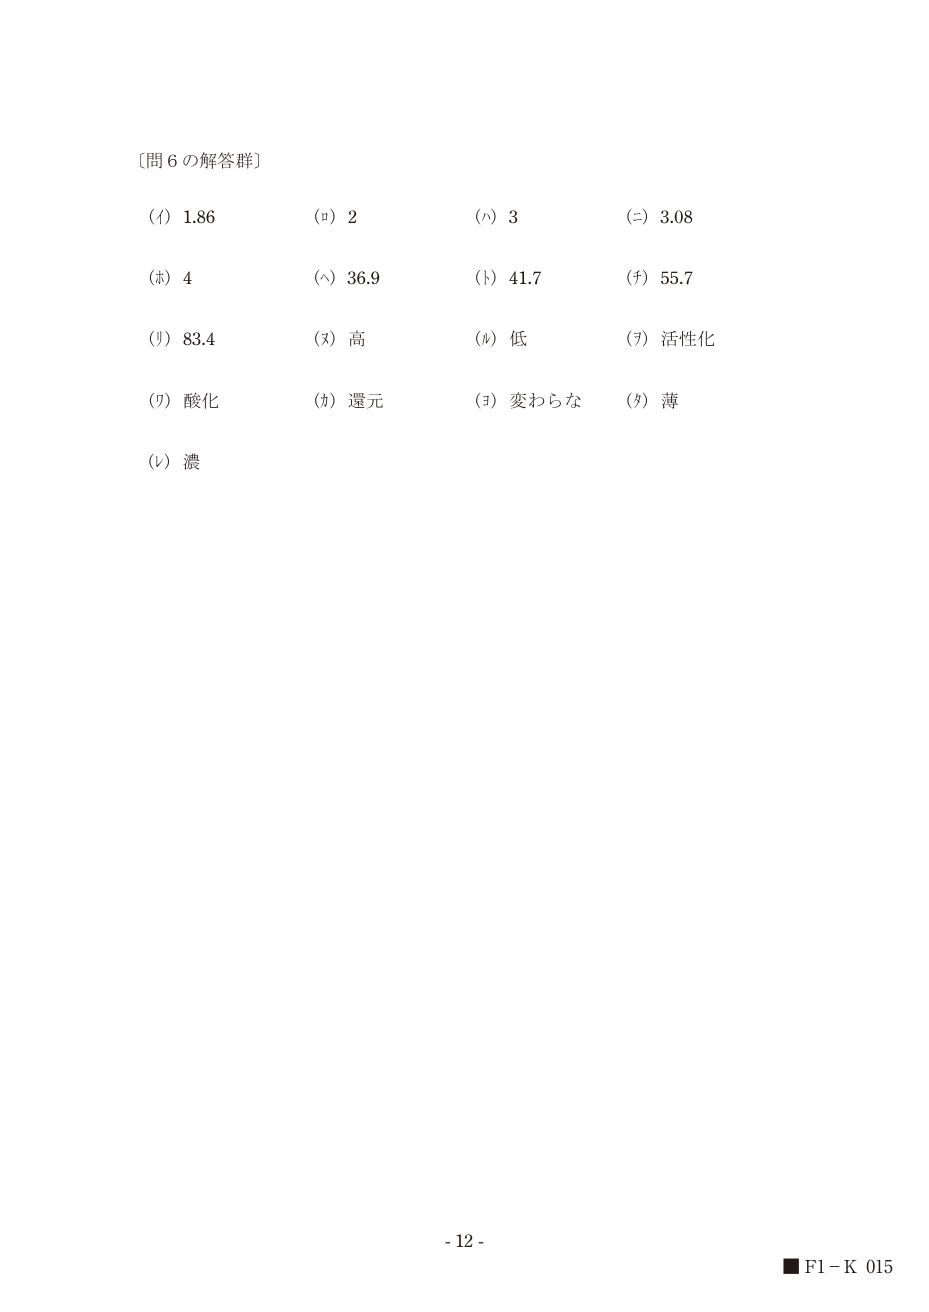 〔問６の解答群〕
(ｲ) 1.86 (ﾛ) 2 (ﾊ) 3 (ﾆ) 3.08
(ﾎ) 4 (ﾍ) 36.9 (ﾄ) 41.7 (ﾁ) 55.7
(ﾘ) 83.4 (ﾇ) 高 (ﾙ) 低 (ｦ) 活性化
(ﾜ) 酸化 (ｶ) 還元 (ﾖ) 変わらな (ﾀ) 薄
(ﾚ) 濃
- 12 -
■F1－K 015